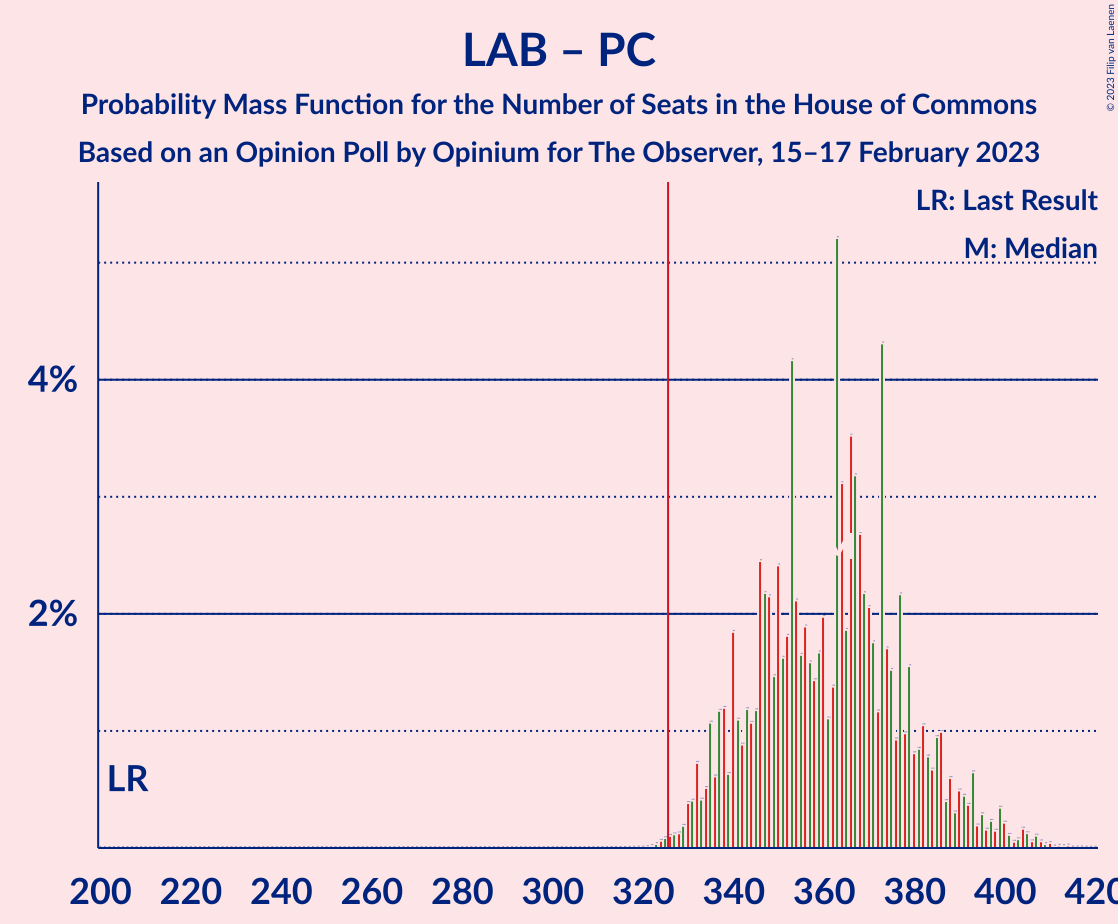 LAB – PC
Probability Mass Function for the Number of Seats in the House of Commons
Based on an Opinion Poll by Opinium for The Observer, 15–17 February 2023
© 2023 Filip van Laenen
LR: Last Result
M: Median
4%
2%
LR
200 220 240 260 280 300 320 340 360 380 400 420